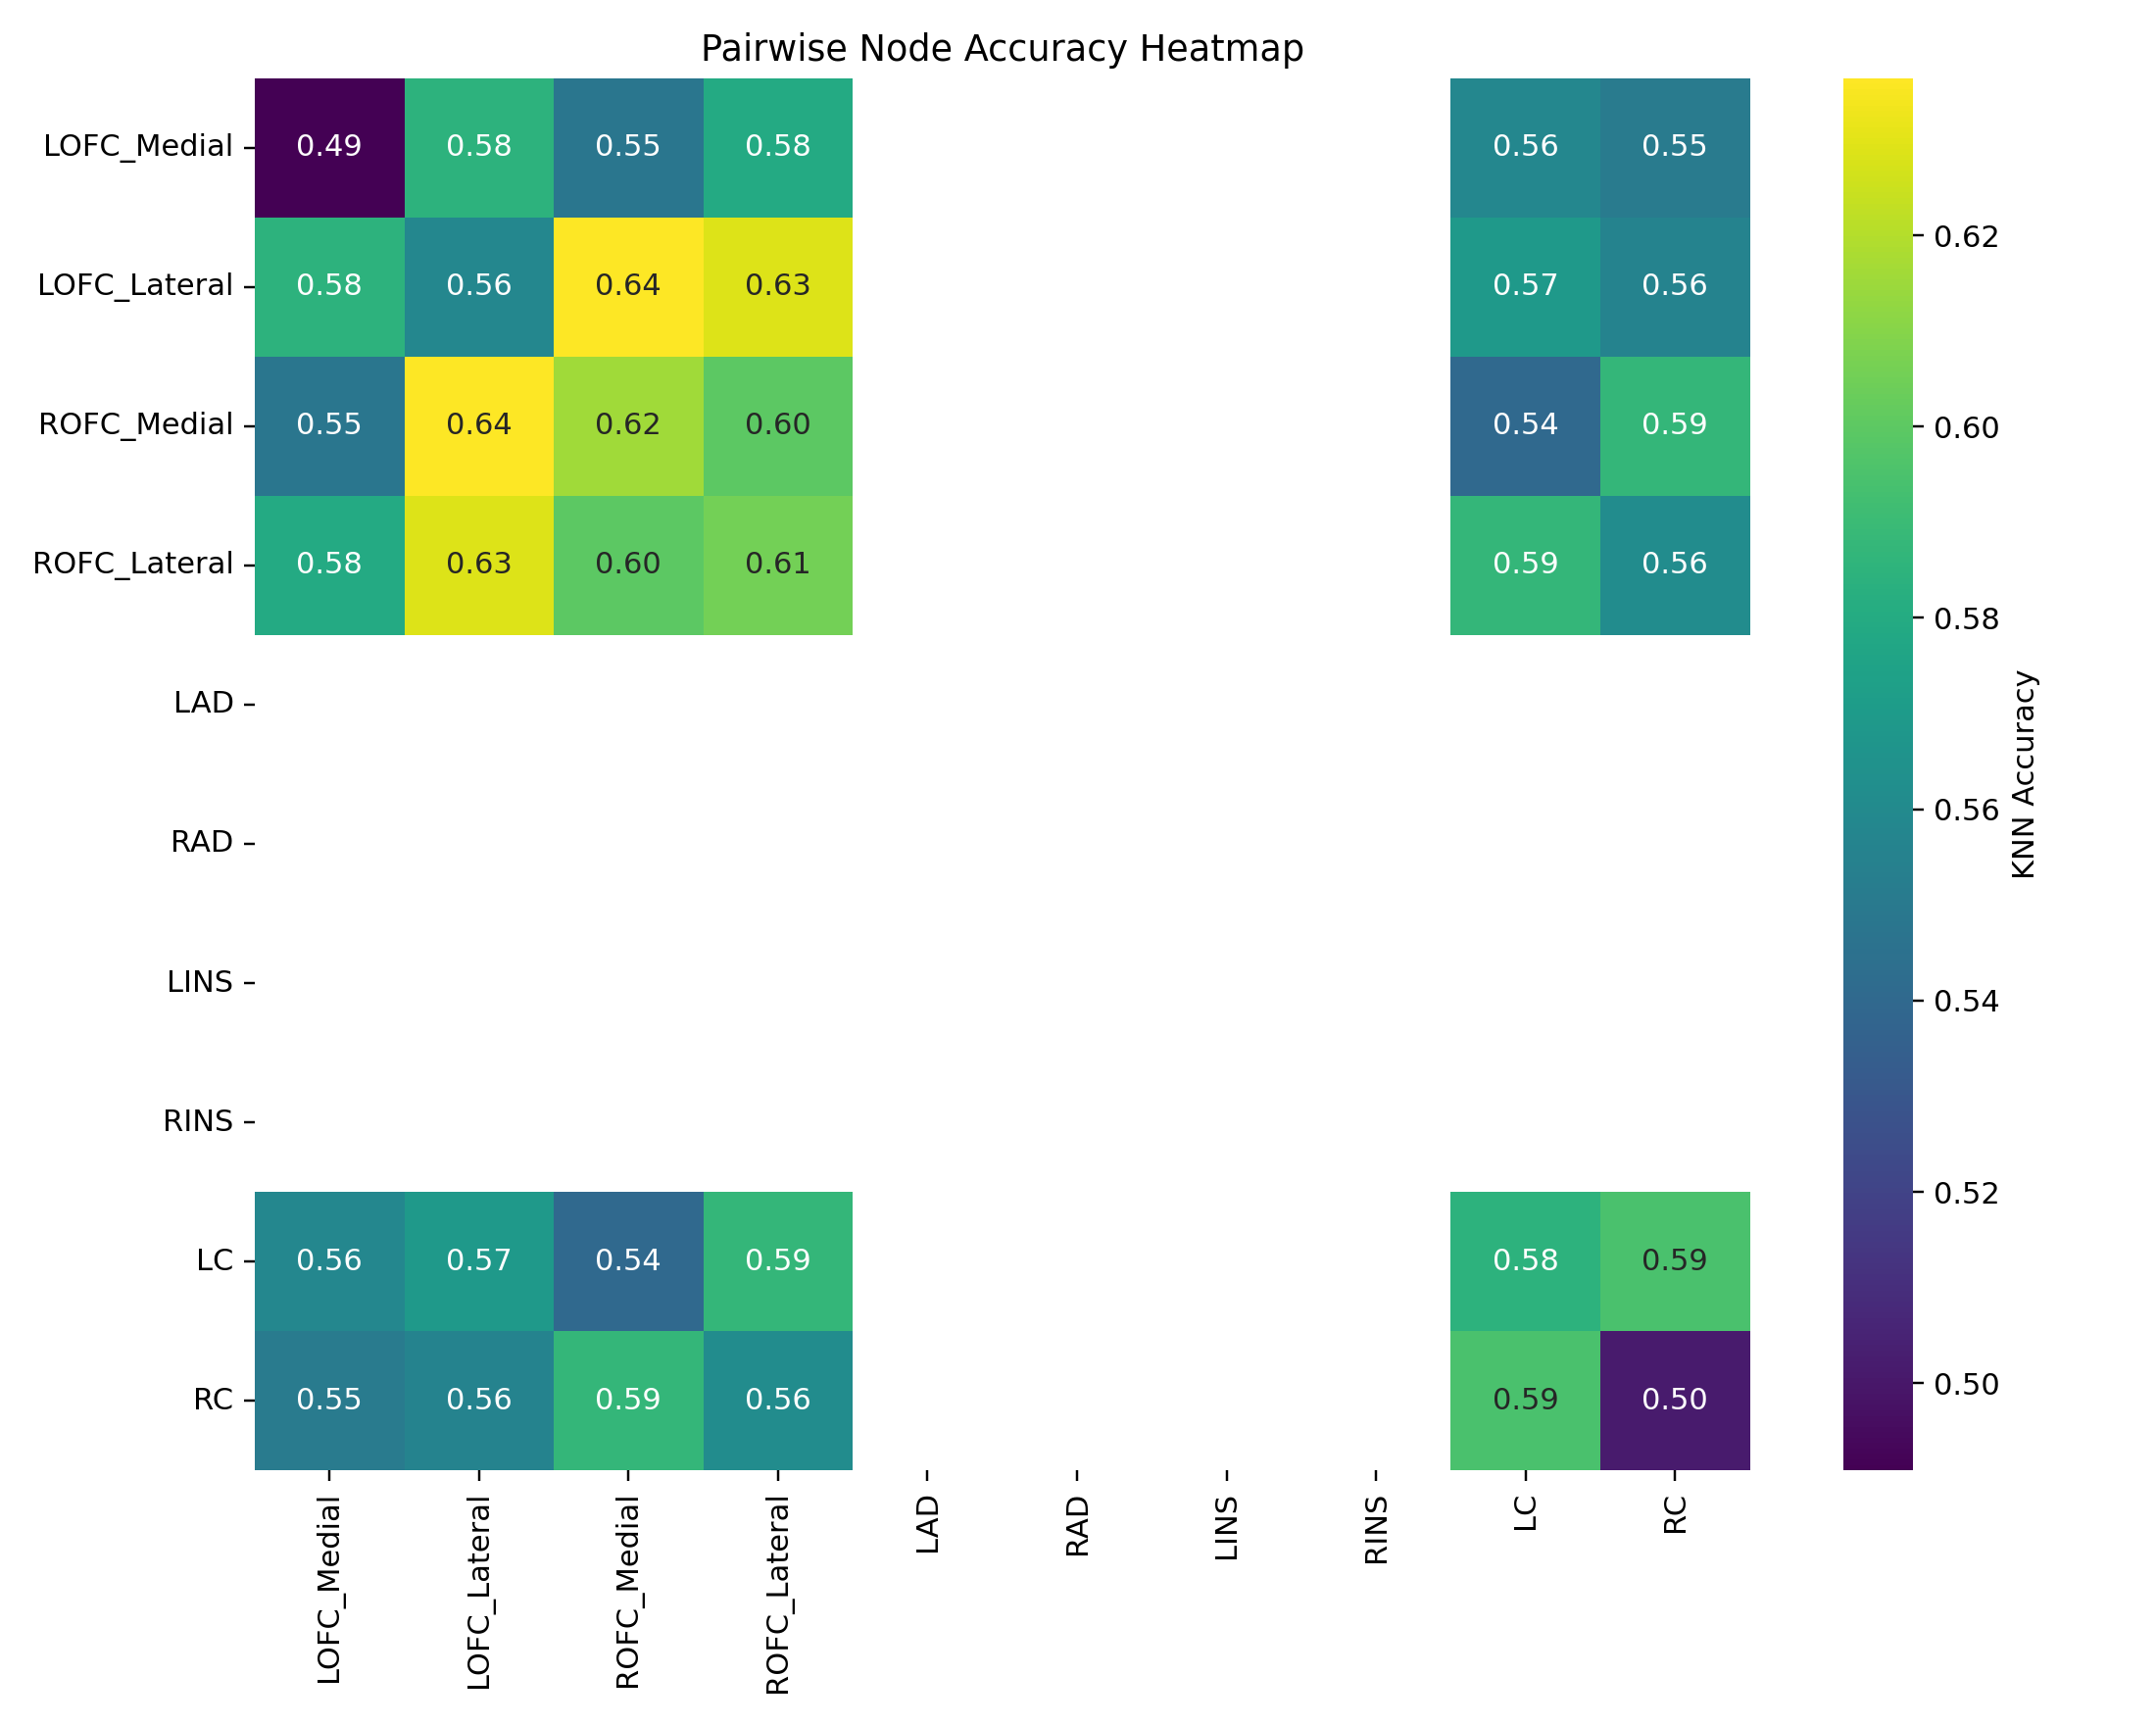 Pairwise Node Accuracy Heatmap
LOFC_Medial 0.49 0.58 0.55 0.58 0.56 0.55
LOFC_Lateral 0.58 0.56 0.64 0.63 0.57 0.56
ROFC_Medial 0.55 0.64 0.62 0.60 0.54 0.59
ROFC_Lateral 0.58 0.63 0.60 0.61 0.59 0.56
LAD
RAD
LINS
RINS
LC 0.56 0.57 0.54 0.59 0.58 0.59
RC 0.55 0.56 0.59 0.56 0.59 0.50
LOFC_Medial
LOFC_Lateral
ROFC_Medial
ROFC_Lateral
LAD
RAD
LINS
RINS
LC
RC
0.62
0.60
0.58
0.56
0.54
0.52
0.50
KNN Accuracy